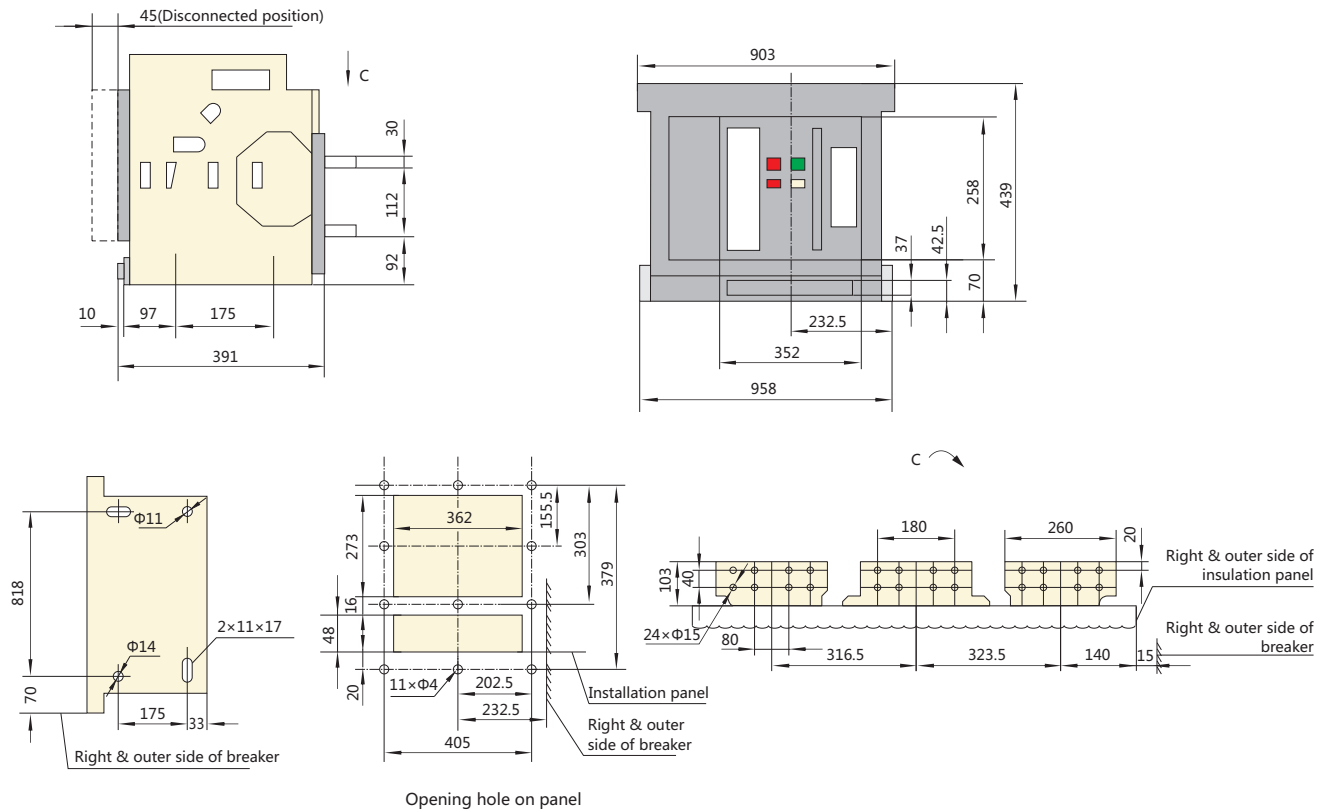 45(Disconnected position)
C
30
112
92
10
97
175
391
903
258
439
37
42.5
70
232.5
352
958
818
70
Φ11
Φ14
2×11×17
175
33
Right & outer side of breaker
362
273
16
48
20
155.5
303
379
11×Φ4
202.5
232.5
405
Installation panel
Right & outer
side of breaker
Opening hole on panel
C
180
260
20
103
40
24×Φ15
80
316.5
323.5
140
15
Right & outer side of
insulation panel
Right & outer side of
breaker